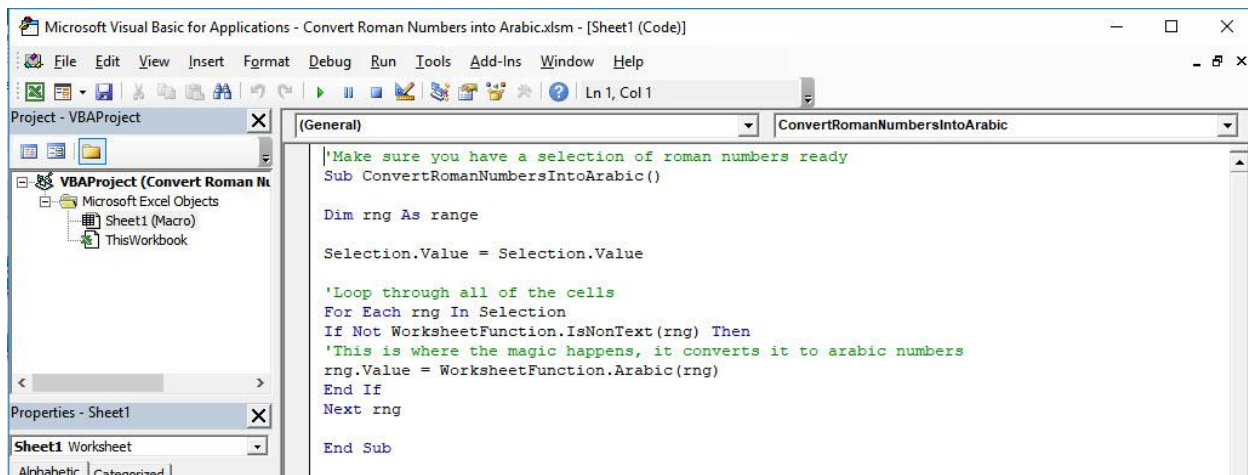 Microsoft Visual Basic for Applications - Convert Roman Numbers into Arabic.xlsm - [Sheet1 (Code)]
File Edit View Insert Format Debug Run Tools Add-Ins Window Help
Ln 1, Col 1
Project - VBAProject
(General) ConvertRomanNumbersIntoArabic
VBAProject (Convert Roman Nu
Microsoft Excel Objects
Sheet1 (Macro)
ThisWorkbook
'Make sure you have a selection of roman numbers ready
Sub ConvertRomanNumbersIntoArabic()
Dim rng As range
Selection.Value = Selection.Value
'Loop through all of the cells
For Each rng In Selection
If Not WorksheetFunction.IsNonText(rng) Then
'This is where the magic happens, it converts it to arabic numbers
rng.Value = WorksheetFunction.Arabic(rng)
End If
Next rng
End Sub
Properties - Sheet1
Sheet1 Worksheet
Alphabetic Categorized